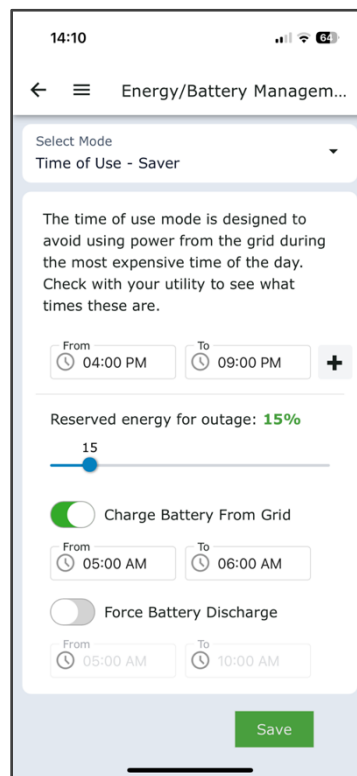 14:10
64
Energy/Battery Managem...
Select Mode
Time of Use - Saver
The time of use mode is designed to
avoid using power from the grid during
the most expensive time of the day.
Check with your utility to see what
times these are.
From To
04:00 PM 09:00 PM +
Reserved energy for outage: 15%
15
Charge Battery From Grid
From To
05:00 AM 06:00 AM
Force Battery Discharge
From To
05:00 AM 10:00 AM
Save